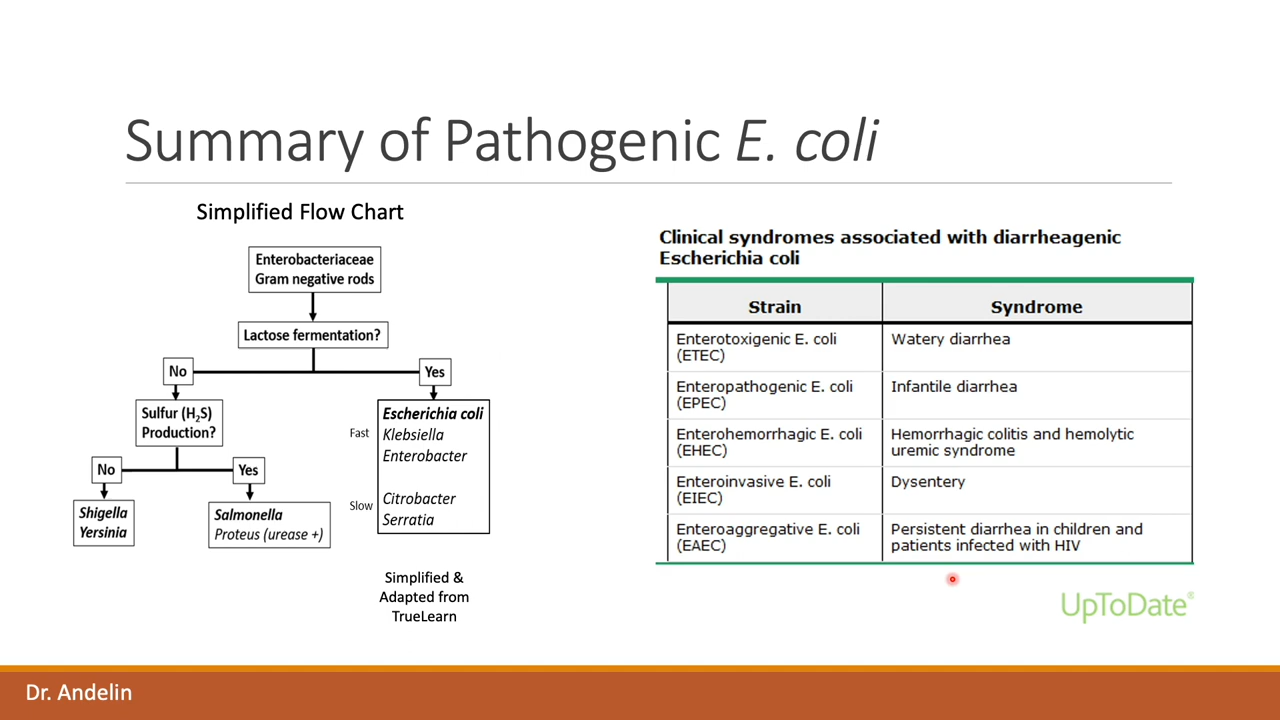 Summary of Pathogenic E. coli
Simplified Flow Chart
Enterobacteriaceae
Gram negative rods
Lactose fermentation?
No
Yes
Sulfur (H₂S)
Production?
No
Yes
Shigella
Yersinia
Salmonella
Proteus (urease +)
Fast
Slow
Escherichia coli
Klebsiella
Enterobacter
Citrobacter
Serratia
Simplified &
Adapted from
TrueLearn
Clinical syndromes associated with diarrheagenic
Escherichia coli
Strain Syndrome
Enterotoxigenic E. coli
(ETEC)
Watery diarrhea
Enteropathogenic E. coli
(EPEC)
Infantile diarrhea
Enterohemorrhagic E. coli
(EHEC)
Hemorrhagic colitis and hemolytic
uremic syndrome
Enteroinvasive E. coli
(EIEC)
Dysentery
Enteroaggregative E. coli
(EAEC)
Persistent diarrhea in children and
patients infected with HIV
UpToDate®
Dr. Andelin